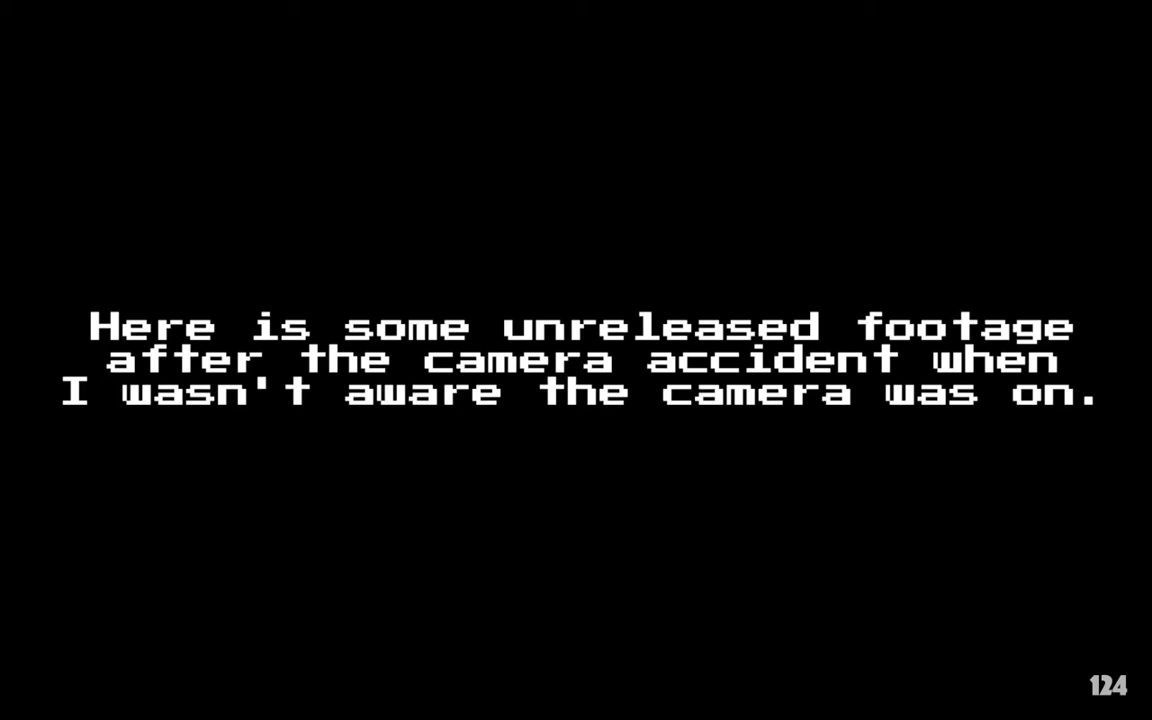 Here is some unreleased footage
after the camera accident when
I wasn't aware the camera was on.
124